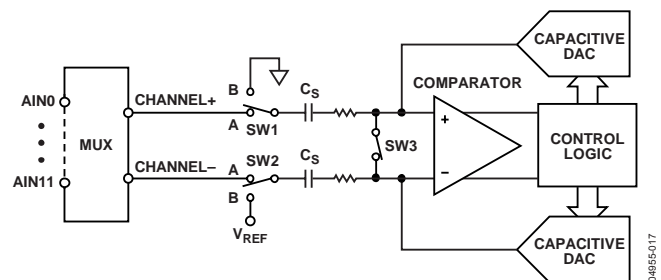 CAPACITIVE
DAC
B
CS
COMPARATOR
AIN0
CHANNEL+
A
SW1
+
MUX
SW3
CONTROL
LOGIC
CHANNEL–
A
SW2
CS
–
AIN11
B
VREF
CAPACITIVE
DAC
04955-017